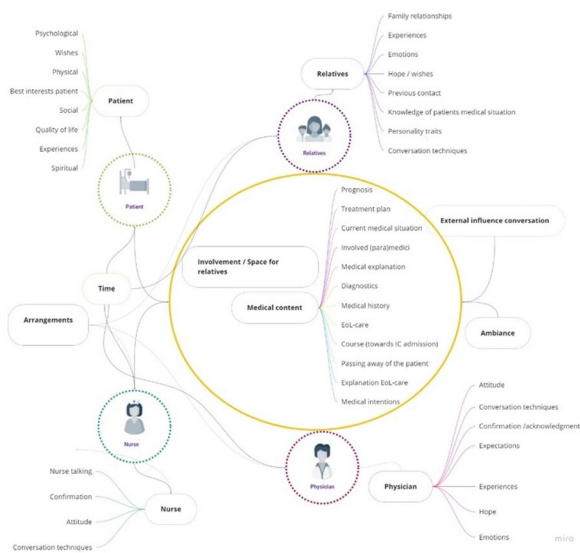 Psychological
Wishes
Physical
Best interests patient
Social
Quality of life
Experiences
Spiritual
Patient
Patient
Family relationships
Experiences
Emotions
Hope / wishes
Previous contact
Knowledge of patients medical situation
Personality traits
Conversation techniques
Relatives
Relatives
Prognosis
Treatment plan
Current medical situation
Involved (para)medici
Medical explanation
Diagnostics
Medical history
EoL-care
Course (towards IC admission)
Passing away of the patient
Explanation EoL-care
Medical intentions
Involvement / Space for
relatives
Medical content
External influence conversation
Ambiance
Time
Arrangements
Nurse
Nurse talking
Confirmation
Attitude
Conversation techniques
Nurse
Physician
Physician
Attitude
Conversation techniques
Confirmation /acknowledgment
Expectations
Experiences
Hope
Emotions
miro